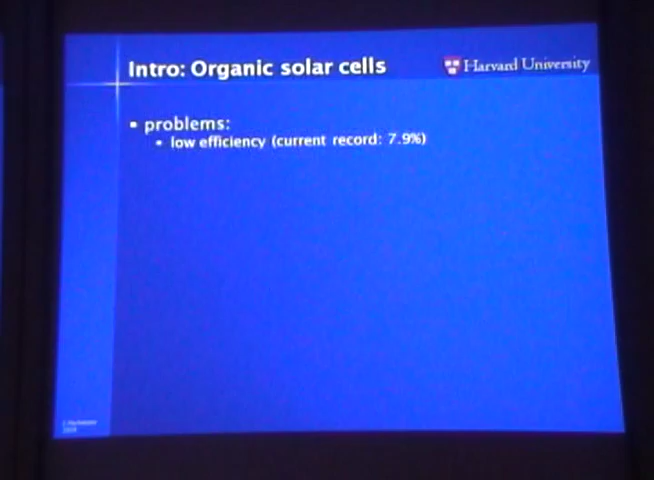 Intro: Organic solar cells
Harvard University
▪ problems:
▪ low efficiency (current record: 7.9%)